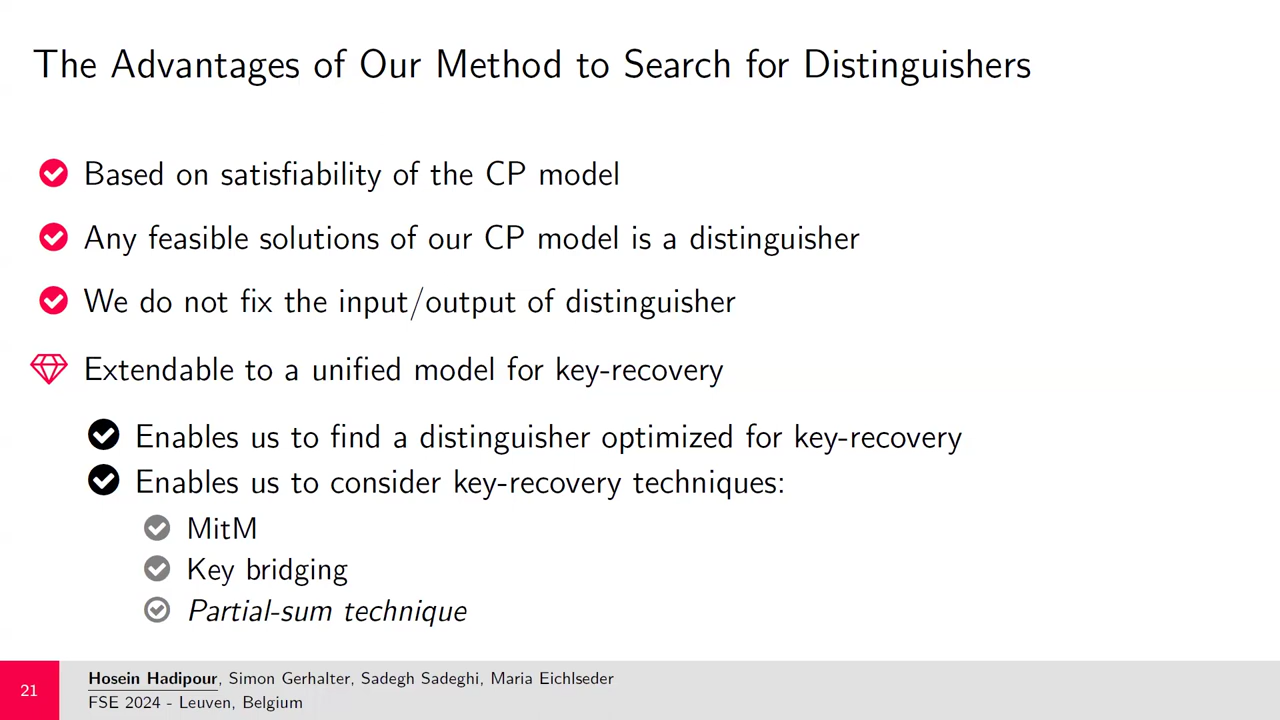 The Advantages of Our Method to Search for Distinguishers
Based on satisfiability of the CP model
Any feasible solutions of our CP model is a distinguisher
We do not fix the input/output of distinguisher
Extendable to a unified model for key-recovery
Enables us to find a distinguisher optimized for key-recovery
Enables us to consider key-recovery techniques:
MitM
Key bridging
Partial-sum technique
21
Hosein Hadipour, Simon Gerhalter, Sadegh Sadeghi, Maria Eichlseder
FSE 2024 - Leuven, Belgium